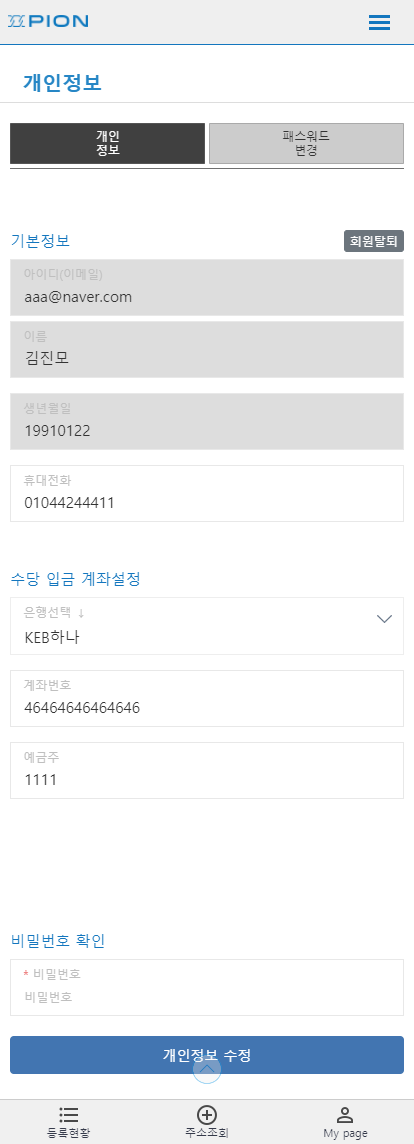 PION
개인정보
개인
정보
패스워드
변경
기본정보
회원탈퇴
아이디(이메일)
aaa@naver.com
이름
김진모
생년월일
19910122
휴대전화
01044244411
수당 입금 계좌설정
은행선택 ↓
KEB하나
계좌번호
46464646464646
예금주
1111
비밀번호 확인
* 비밀번호
비밀번호
개인정보 수정
등록현황
주소조회
My page